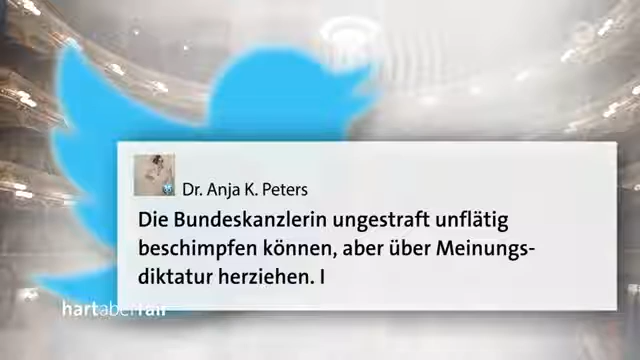 Dr. Anja K. Peters
Die Bundeskanzlerin ungestraft unflätig
beschimpfen können, aber über Meinungs-
diktatur herziehen. I
hartaberfair